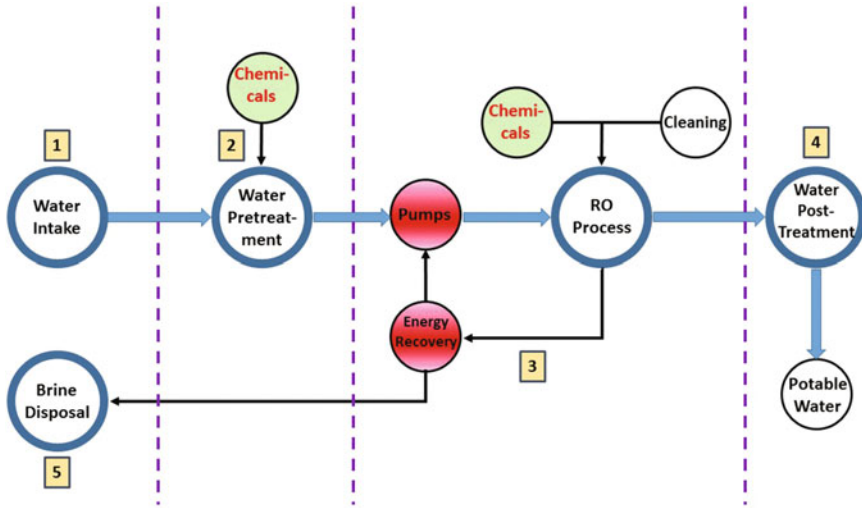 Chemi-
cals
1
2
Water
Intake
Water
Pretreat-
ment
Pumps
Chemi-
cals
Cleaning
RO
Process
4
Water
Post-
Treatment
Energy
Recovery
3
Brine
Disposal
5
Potable
Water